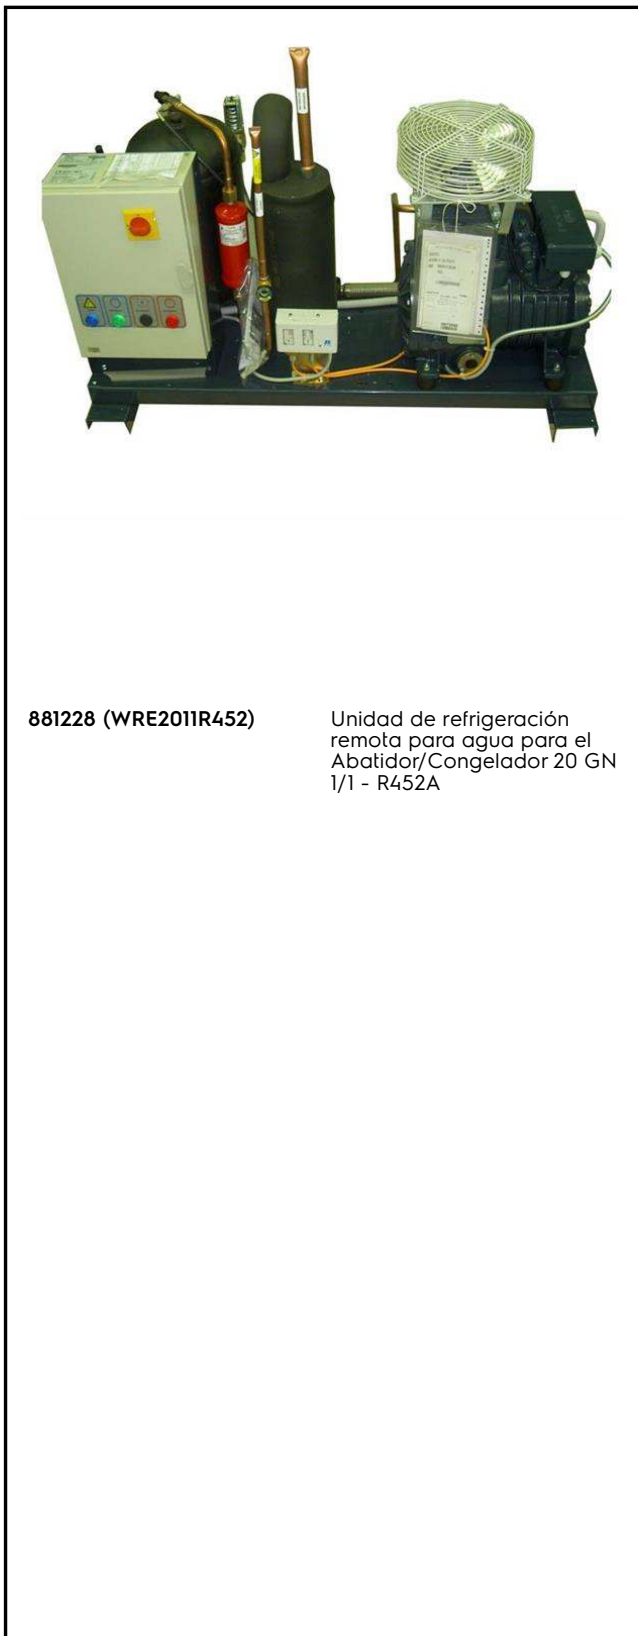 881228 (WRE2011R452)
Unidad de refrigeración
remota para agua para el
Abatidor/Congelador 20 GN
1/1 - R452A